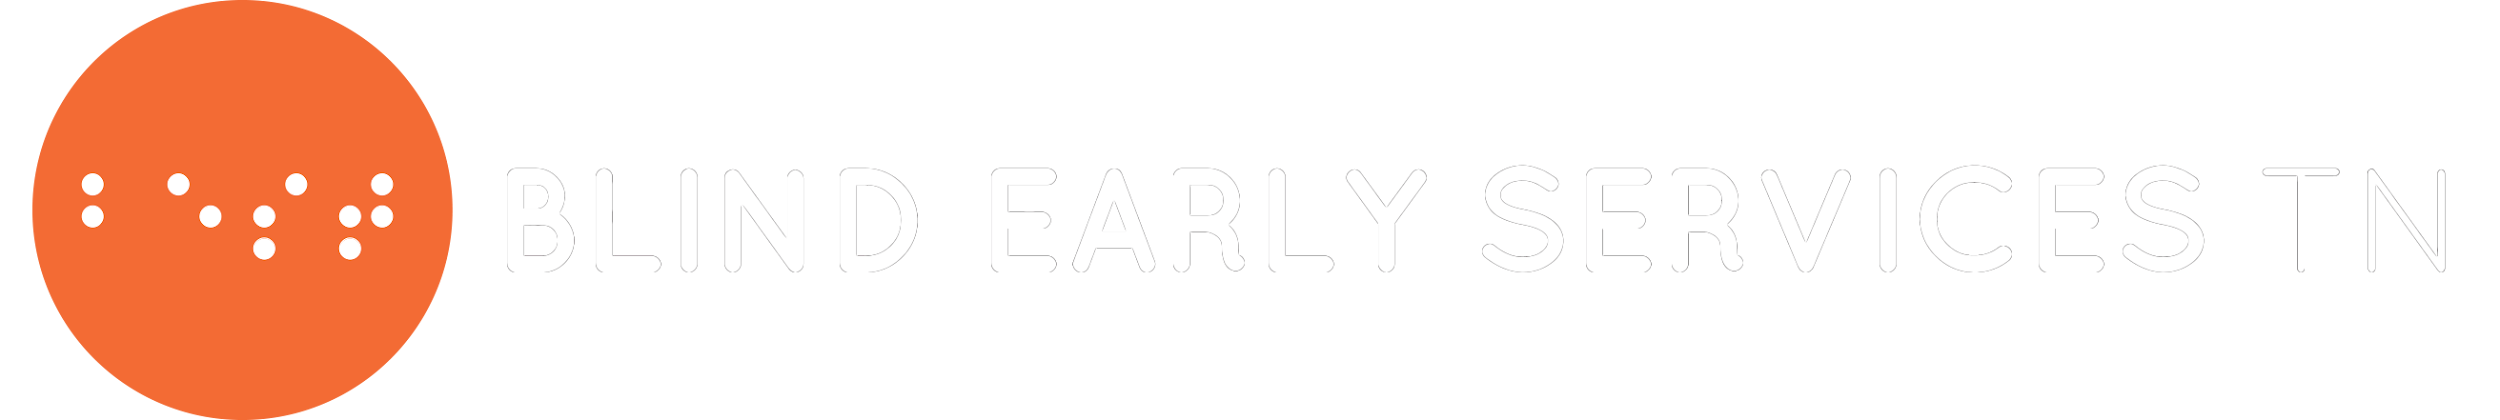 ⠃⠑⠎⠞ BLIND EARLY SERVICES TN